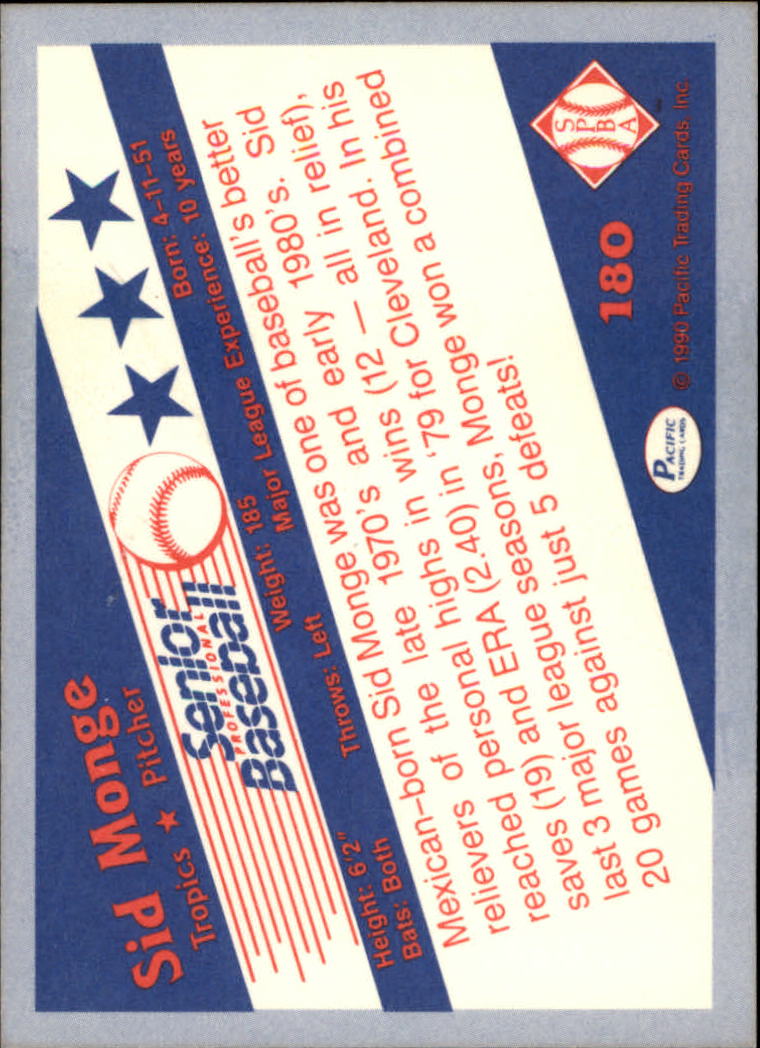 Sid Monge
Tropics ★ Pitcher
Senior
PROFESSIONAL
Baseball
Height: 6'2" Weight: 185 Born: 4-11-51
Bats: Both Throws: Left Major League Experience: 10 years
Mexican-born Sid Monge was one of baseball's better
relievers of the late 1970's and early 1980's. Sid
reached personal highs in wins (12 — all in relief),
saves (19) and ERA (2.40) in '79 for Cleveland. In his
last 3 major league seasons, Monge won a combined
20 games against just 5 defeats!
PACIFIC
TRADING CARDS
© 1990 Pacific Trading Cards, Inc.
180
S
P
B
A